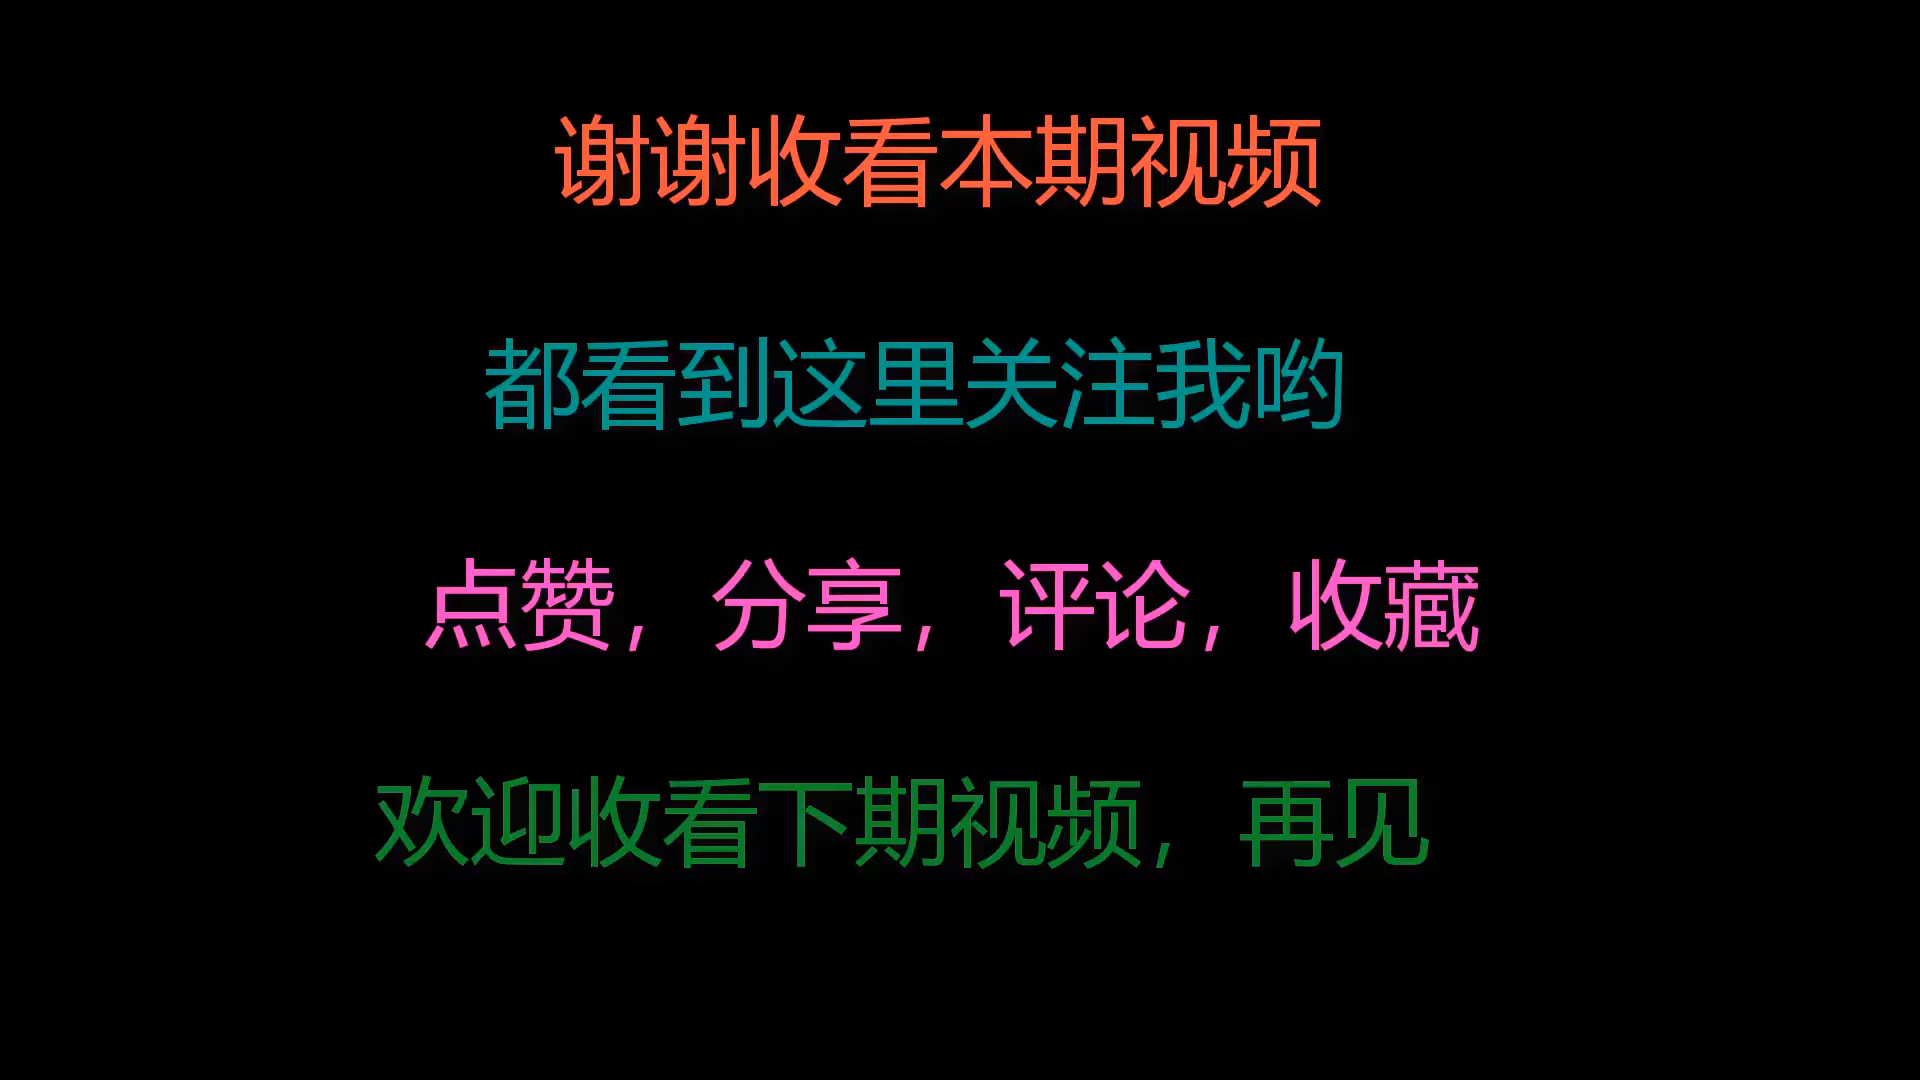 谢谢收看本期视频
都看到这里关注我哟
点赞，分享，评论，收藏
欢迎收看下期视频，再见